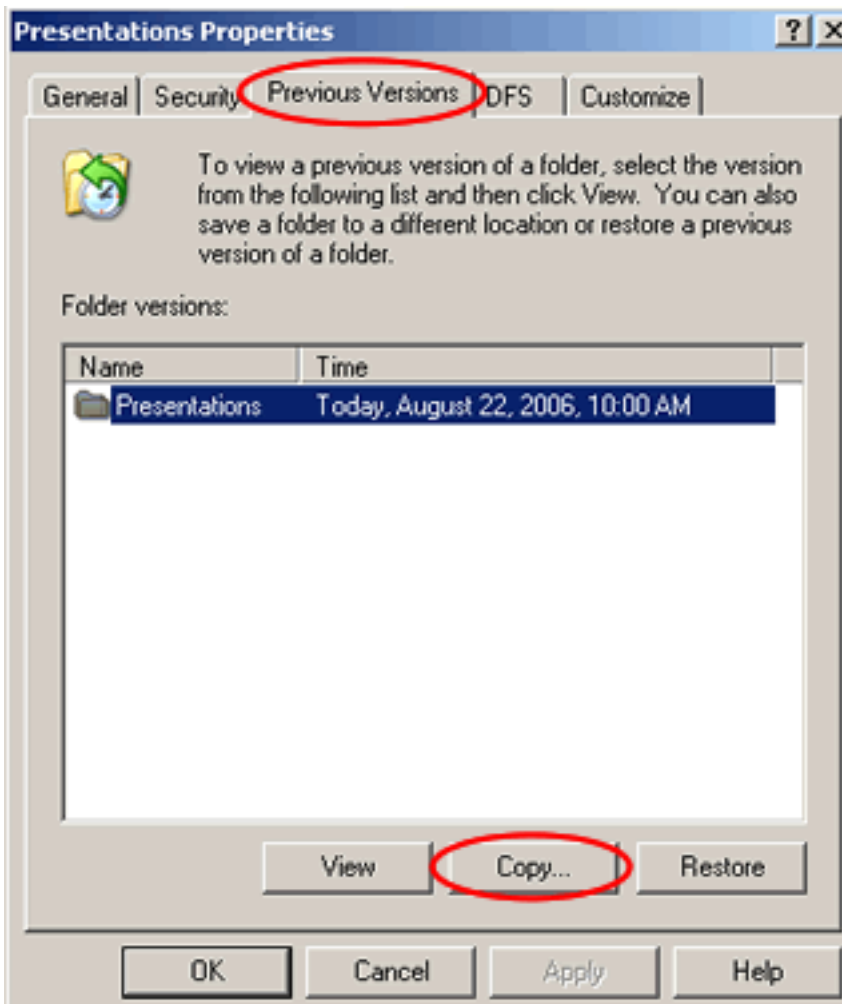 Presentations Properties
General Security Previous Versions DFS Customize
To view a previous version of a folder, select the version
from the following list and then click View. You can also
save a folder to a different location or restore a previous
version of a folder.
Folder versions:
Name Time
Presentations Today, August 22, 2006, 10:00 AM
View Copy... Restore
OK Cancel Apply Help